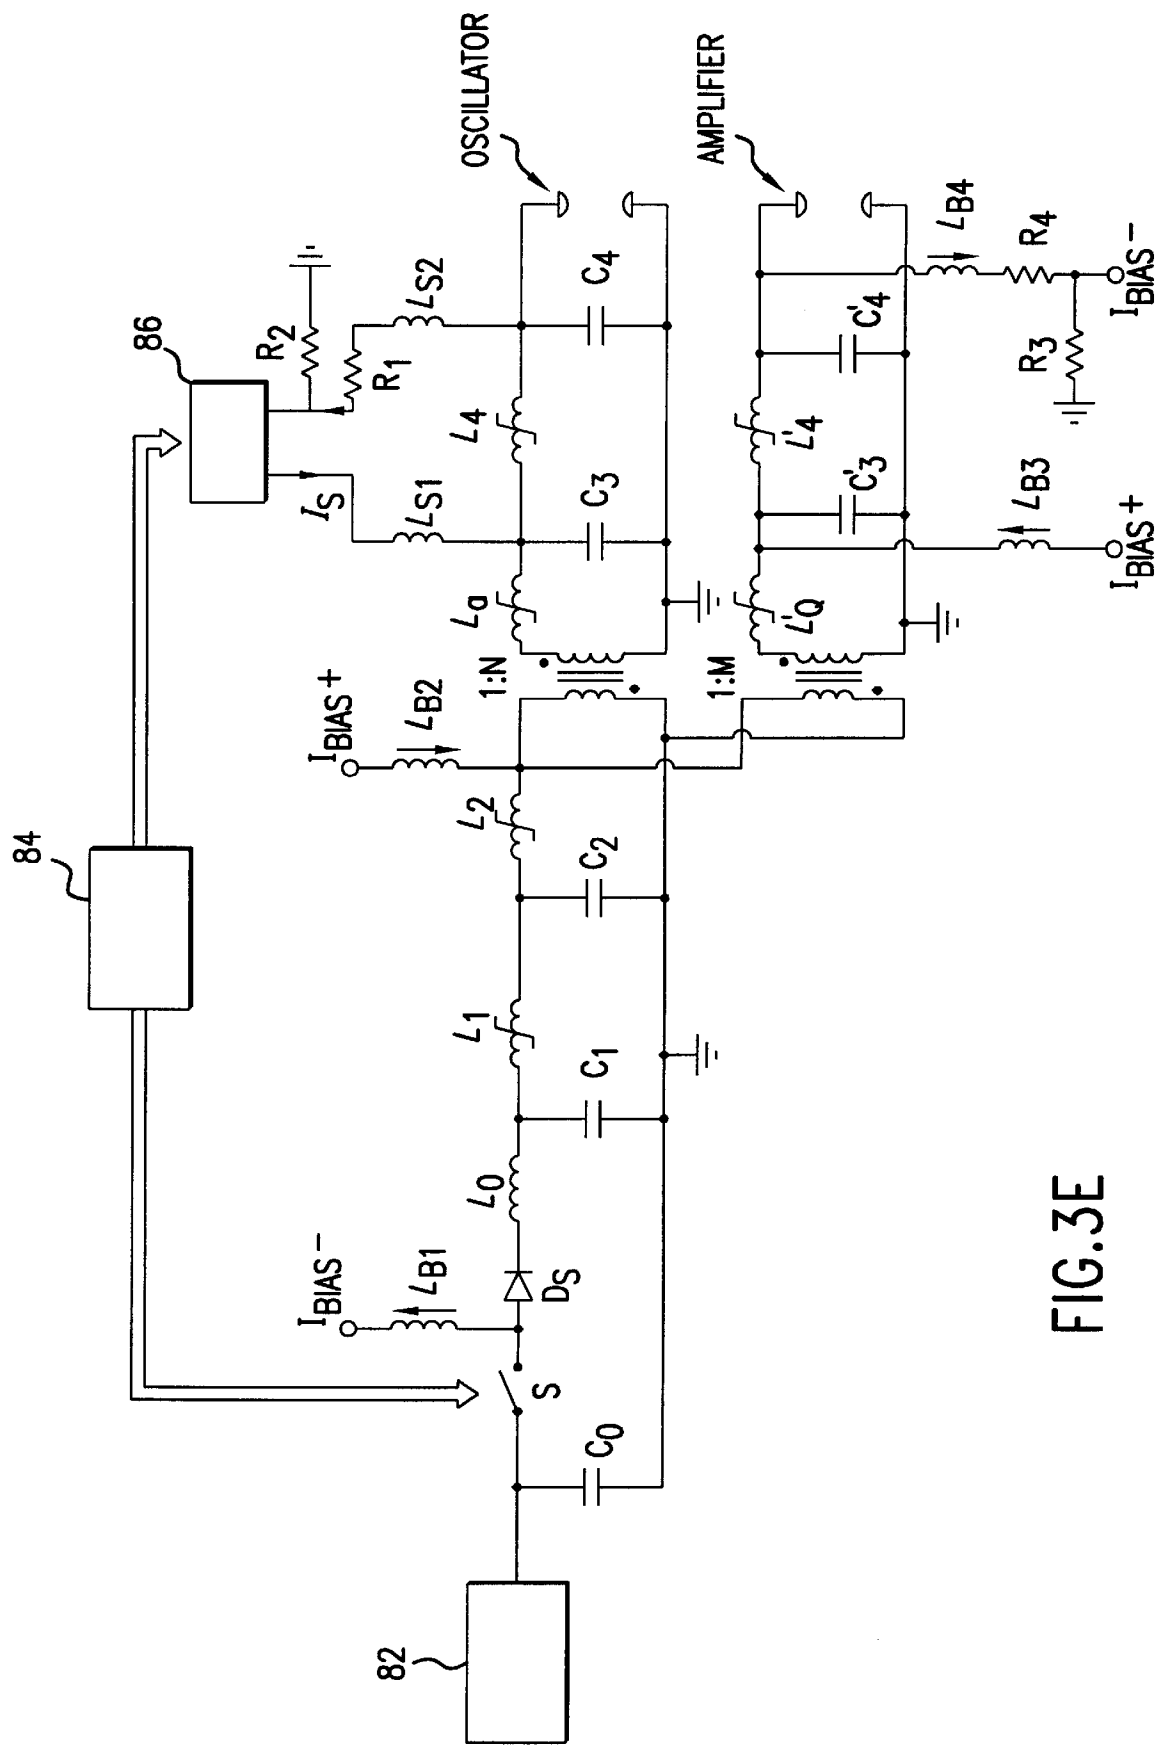 84
86
R2
R1
LS2
IS
LS1
OSCILLATOR
IBIAS-
LB1
IBIAS+
LB2
82
S
DS
L0
L1
L2
1:N
La
L4
C0
C1
C2
C3
C4
AMPLIFIER
1:M
L'Q
L'4
C'3
C'4
LB3
LB4
R3
R4
IBIAS+
IBIAS-
FIG.3E